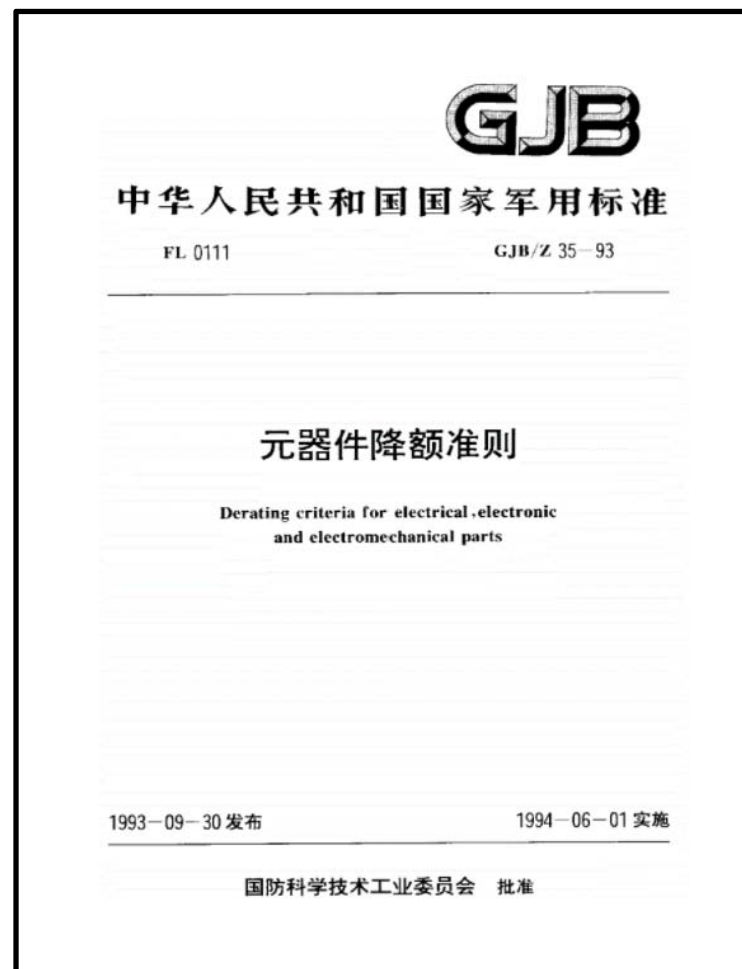 GJB
中华人民共和国国家军用标准
FL 0111
GJB/Z 35—93
元器件降额准则
Derating criteria for electrical,electronic
and electromechanical parts
1993—09—30 发布
1994—06—01 实施
国防科学技术工业委员会 批准